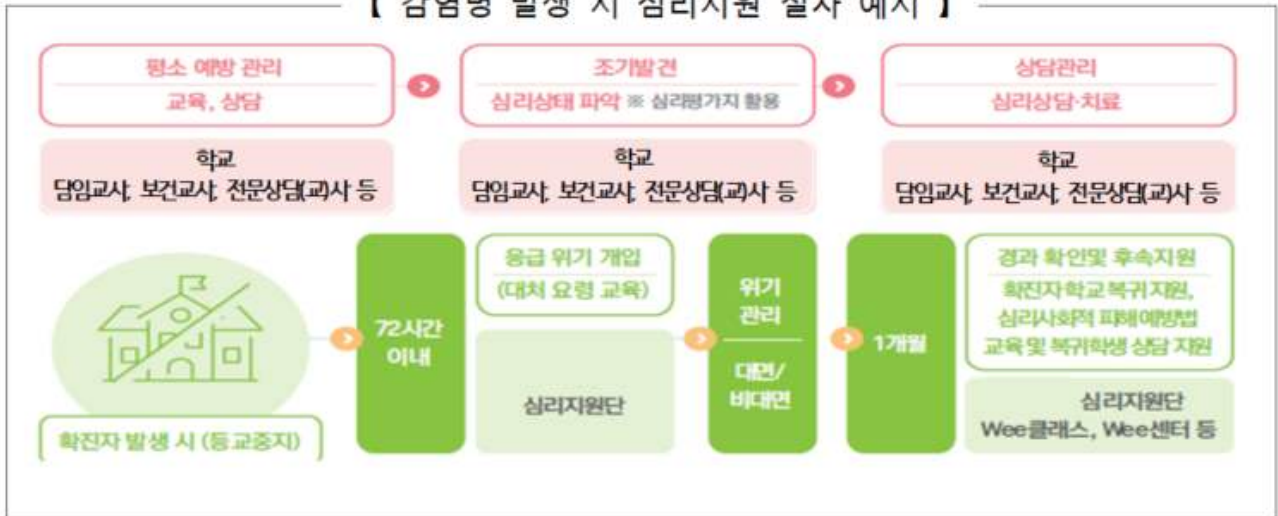 【 감염병 발생 시 심리지원 절차 예시 】
평소 예방 관리
교육, 상담
조기발견
심리상태 파악 ※ 심리평가지 활용
상담관리
심리상담·치료
학교
담임교사, 보건교사, 전문상담(교)사 등
학교
담임교사, 보건교사, 전문상담(교)사 등
학교
담임교사, 보건교사, 전문상담(교)사 등
확진자 발생 시 (등교중지)
72시간
이내
응급 위기 개입
(대처 요령 교육)
심리지원단
위기
관리
대면/
비대면
1개월
경과 확인및 후속지원
확진자 학교 복귀 지원,
심리사회적 피해예방법
교육 및 복귀학생 상담 지원
심리지원단
Wee클래스, Wee센터 등